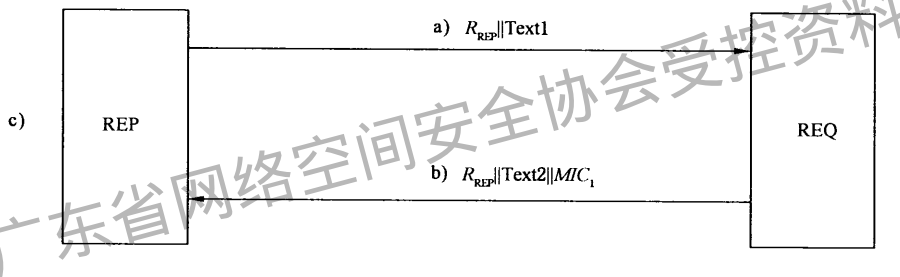 a) R_REP||Text1
c)
REP
REQ
b) R_REP||Text2||MIC_1
广东省网络空间安全协会受控资料